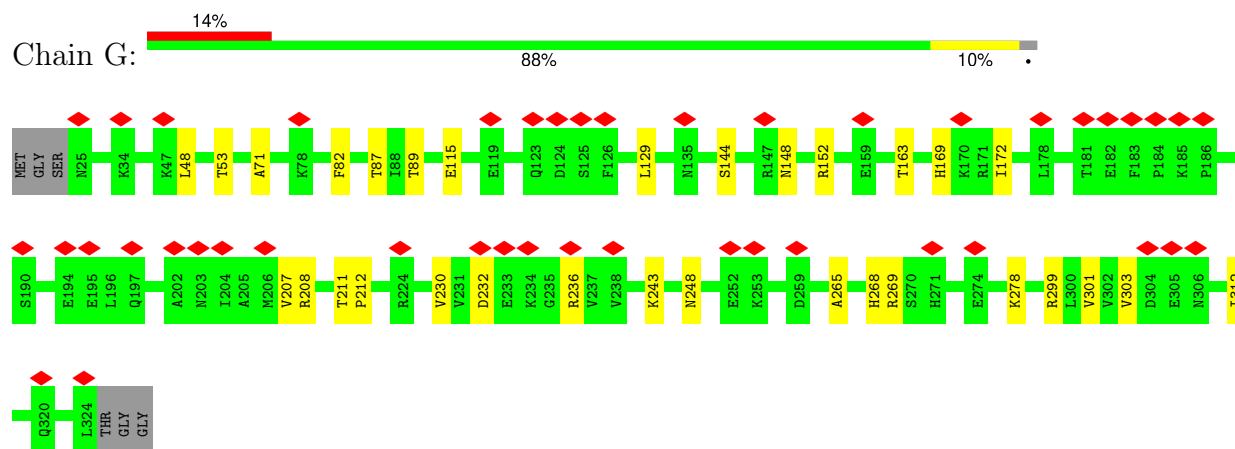 14%
Chain G:
88% 10% •
MET GLY SER N25 K34 K47 L48 T53 A71 K78 F82 T87 I88 T89 E115 E119 Q123 D124 S125 F126 L129 N135 S144 R147 N148 R152 E159 T163 H169 K170 R171 I172 L178 T181 E182 F183 P184 K185 P186
S190 E194 E195 L196 Q197 A202 N203 I204 A205 M206 V207 R208 T211 P212 R224 V230 V231 D232 E233 K234 G235 R236 V237 V238 K243 N248 E252 K253 D259 A265 H268 R269 S270 H271 E274 K278 R299 L300 V301 V302 V303 D304 E305 N306
Q320 L324 THR GLY GLY